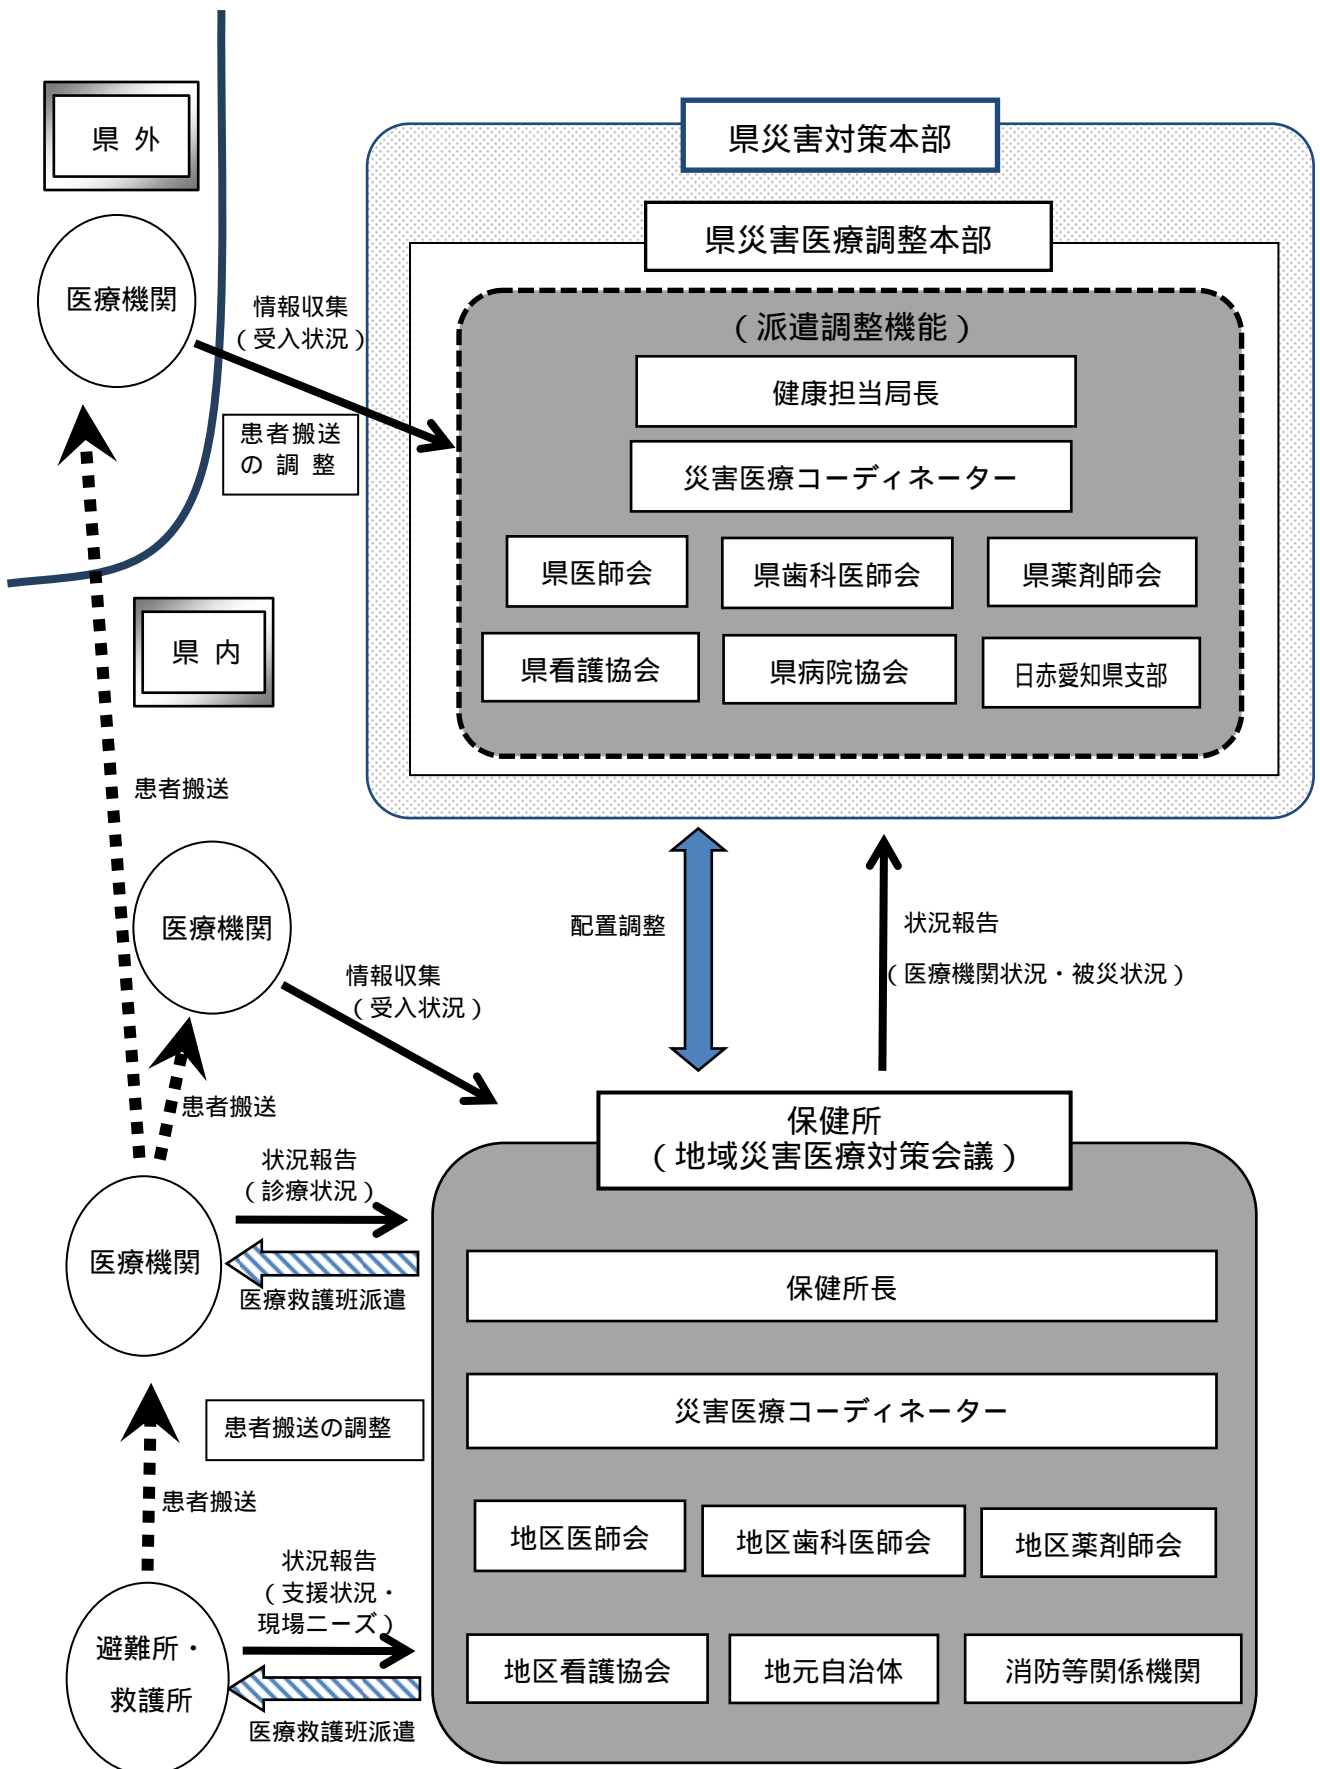 県 外
医療機関
情報収集
（受入状況）
患者搬送
の 調 整
県災害対策本部
県災害医療調整本部
（派遣調整機能）
健康担当局長
災害医療コーディネーター
県医師会
県歯科医師会
県薬剤師会
県看護協会
県病院協会
日赤愛知県支部
県 内
患者搬送
医療機関
情報収集
（受入状況）
配置調整
状況報告
（医療機関状況・被災状況）
患者搬送
状況報告
（診療状況）
医療機関
医療救護班派遣
患者搬送の調整
患者搬送
状況報告
（支援状況・
現場ニーズ）
避難所・
救護所
医療救護班派遣
保健所
（地域災害医療対策会議）
保健所長
災害医療コーディネーター
地区医師会
地区歯科医師会
地区薬剤師会
地区看護協会
地元自治体
消防等関係機関